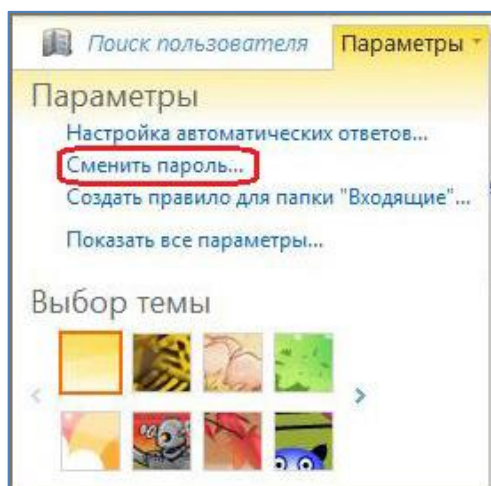 Поиск пользователя
Параметры
Параметры
Настройка автоматических ответов...
Сменить пароль...
Создать правило для папки "Входящие"...
Показать все параметры...
Выбор темы